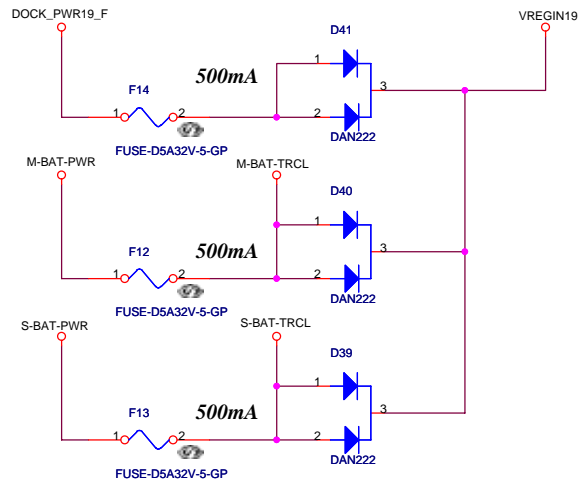 DOCK_PWR19_F
VREGIN19
D41
500mA
F14
1
3
1
2
2
DAN222
FUSE-D5A32V-5-GP
M-BAT-PWR
M-BAT-TRCL
D40
500mA
F12
1
3
1
2
2
DAN222
FUSE-D5A32V-5-GP
S-BAT-PWR
S-BAT-TRCL
D39
500mA
F13
1
3
1
2
2
DAN222
FUSE-D5A32V-5-GP